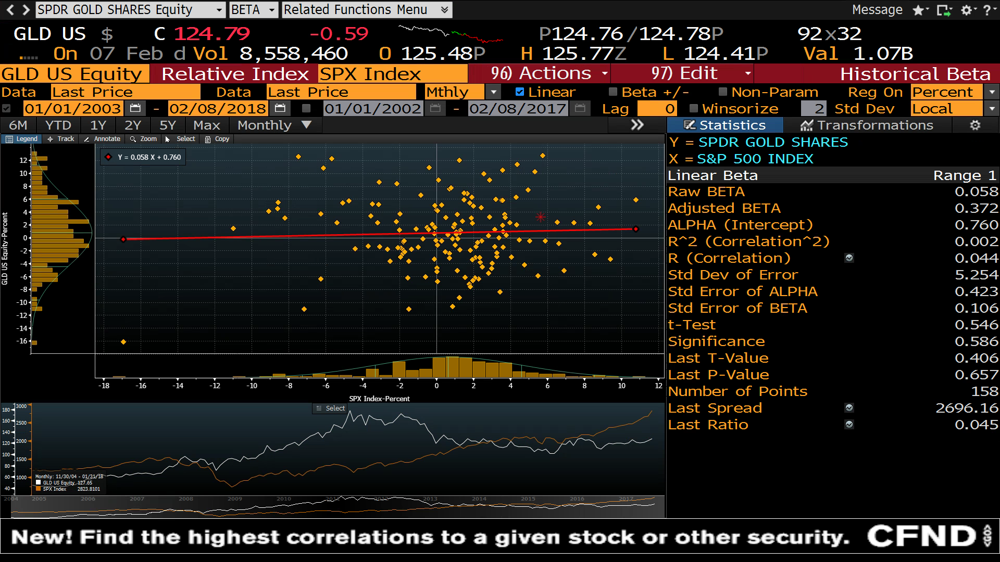 SPDR GOLD SHARES Equity BETA Related Functions Menu Message ?
GLD US $ C 124.79 -0.59 P124.76 /124.78P 92x32
On 07 Feb d Vol 8,558,460 O 125.48P H 125.77Z L 124.41P Val 1.07B
GLD US Equity Relative Index SPX Index 96) Actions 97) Edit Historical Beta
Data Last Price Data Last Price Mthly Linear Beta +/- Non-Param Reg On Percent
01/01/2003 - 02/08/2018 01/01/2002 - 02/08/2017 Lag 0 Winsorize 2 Std Dev Local
6M YTD 1Y 2Y 5Y Max Monthly Statistics Transformations
Legend Track Annotate Zoom Select Copy
Y = 0.058 X + 0.760
GLD US Equity-Percent
12
10
8
6
4
2
0
-2
-4
-6
-8
-10
-12
-14
-16
-18 -16 -14 -12 -10 -8 -6 -4 -2 0 2 4 6 8 10 12
SPX Index-Percent
Select
180
160
140
120
100
80
60
40
3000
2500
2000
1500
1000
Monthly: 11/30/04 - 01/31/18
GLD US Equity 127.65
SPX Index 2823.8101
2004 2005 2006 2007 2008 2009 2010 2011 2012 2013 2014 2015 2016 2017
Y = SPDR GOLD SHARES
X = S&P 500 INDEX
Linear Beta Range 1
Raw BETA 0.058
Adjusted BETA 0.372
ALPHA (Intercept) 0.760
R^2 (Correlation^2) 0.002
R (Correlation) 0.044
Std Dev of Error 5.254
Std Error of ALPHA 0.423
Std Error of BETA 0.106
t-Test 0.546
Significance 0.586
Last T-Value 0.406
Last P-Value 0.657
Number of Points 158
Last Spread 2696.16
Last Ratio 0.045
New! Find the highest correlations to a given stock or other security. CFND